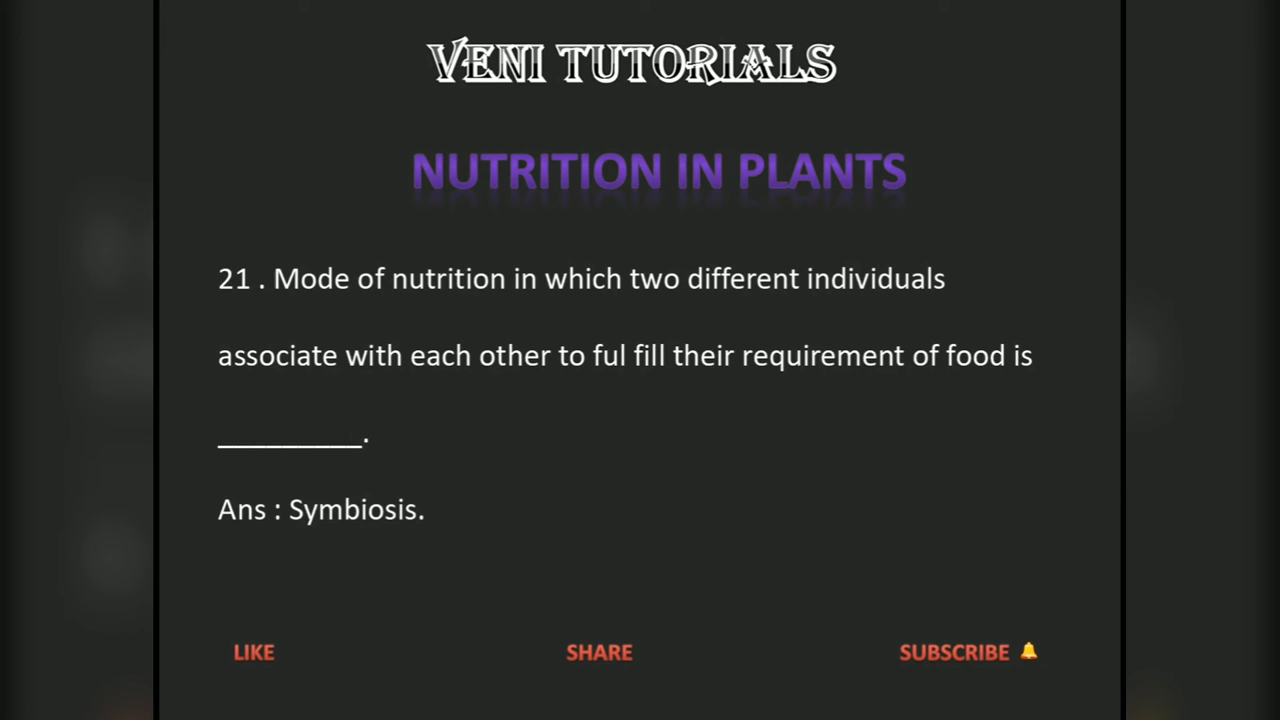 VENI TUTORIALS
NUTRITION IN PLANTS
21 . Mode of nutrition in which two different individuals
associate with each other to ful fill their requirement of food is
_________.
Ans : Symbiosis.
LIKE SHARE SUBSCRIBE 🔔